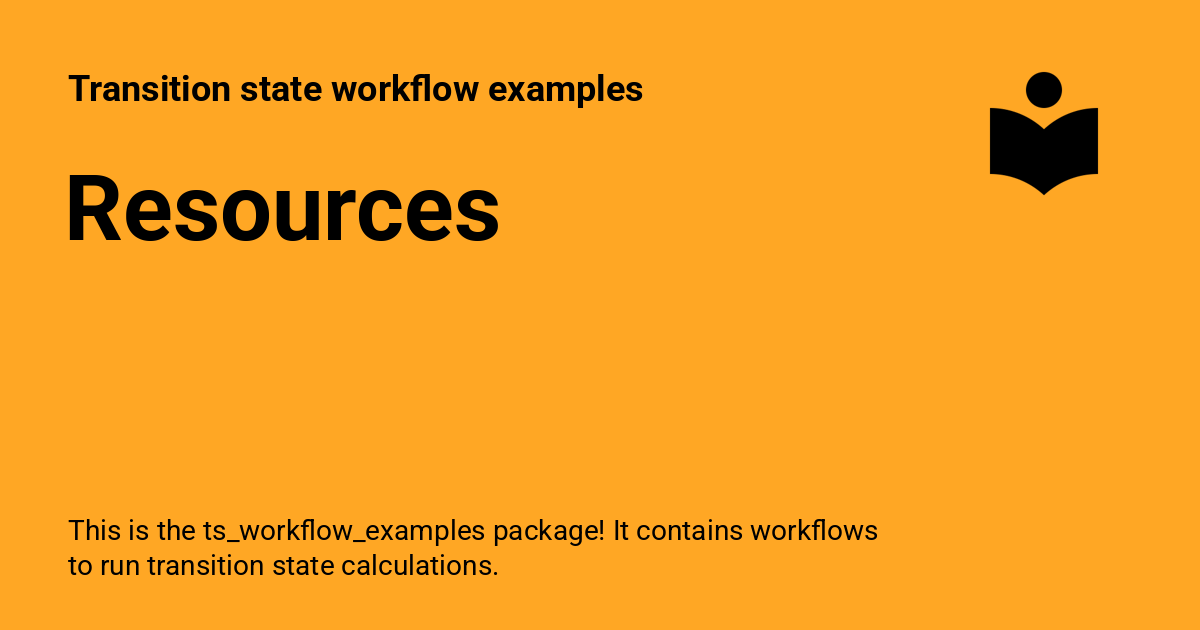 Transition state workflow examples
Resources
This is the ts_workflow_examples package! It contains workflows
to run transition state calculations.